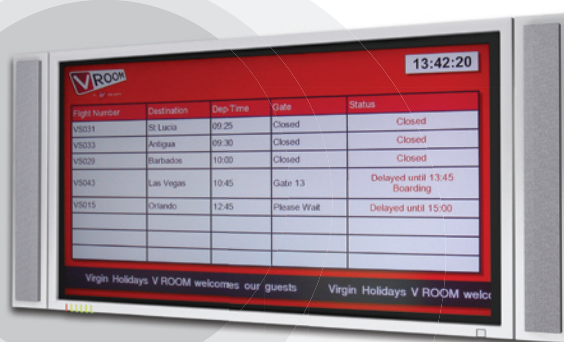 VROOM
13:42:20
Flight Number Destination Dep Time Gate Status
VS031 St Lucia 09:25 Closed Closed
VS033 Antigua 09:30 Closed Closed
VS029 Barbados 10:00 Closed Closed
VS043 Las Vegas 10:45 Gate 13 Delayed until 13:45
Boarding
VS015 Orlando 12:45 Please Wait Delayed until 15:00
Virgin Holidays V ROOM welcomes our guests Virgin Holidays V ROOM welco